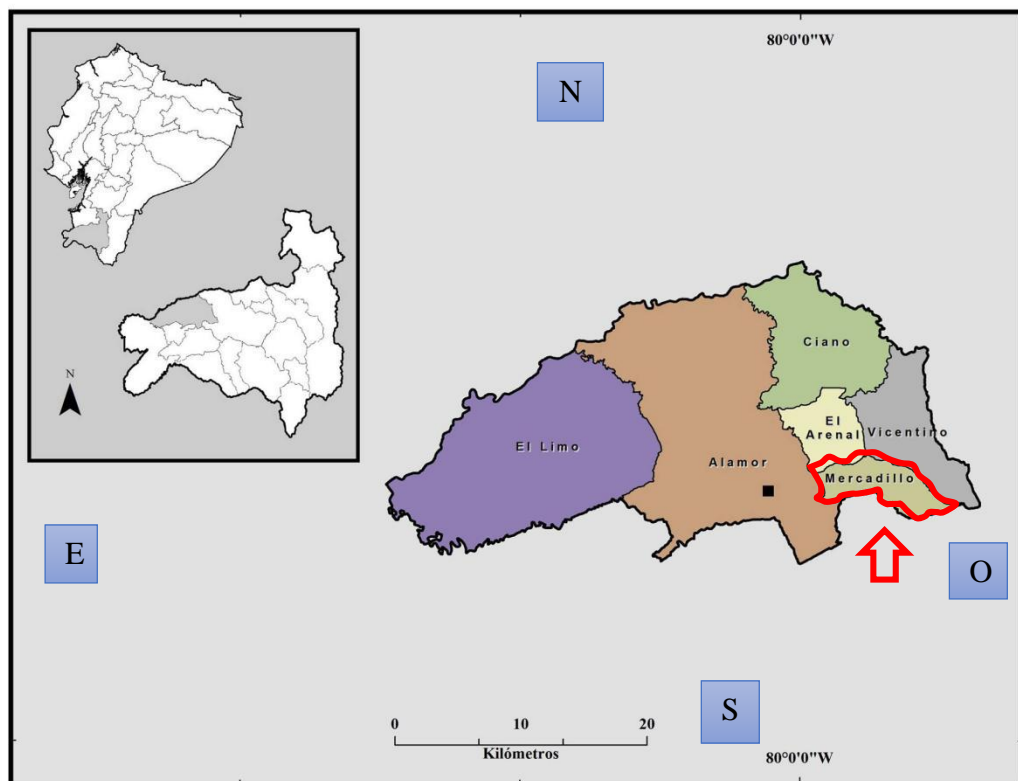 80°0'0"W
N
N
Ciano
El
Arenal
Vicentino
El Limo
Alamor
Mercadillo
E
O
S
0 10 20
Kilómetros
80°0'0"W